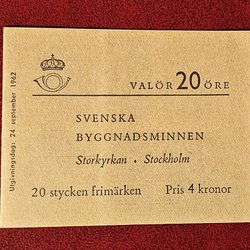 VALÖR 20 ÖRE
SVENSKA
BYGGNADSMINNEN
Storkyrkan • Stockholm
20 stycken frimärken Pris 4 kronor
Utgivningsdag: 24 september 1962